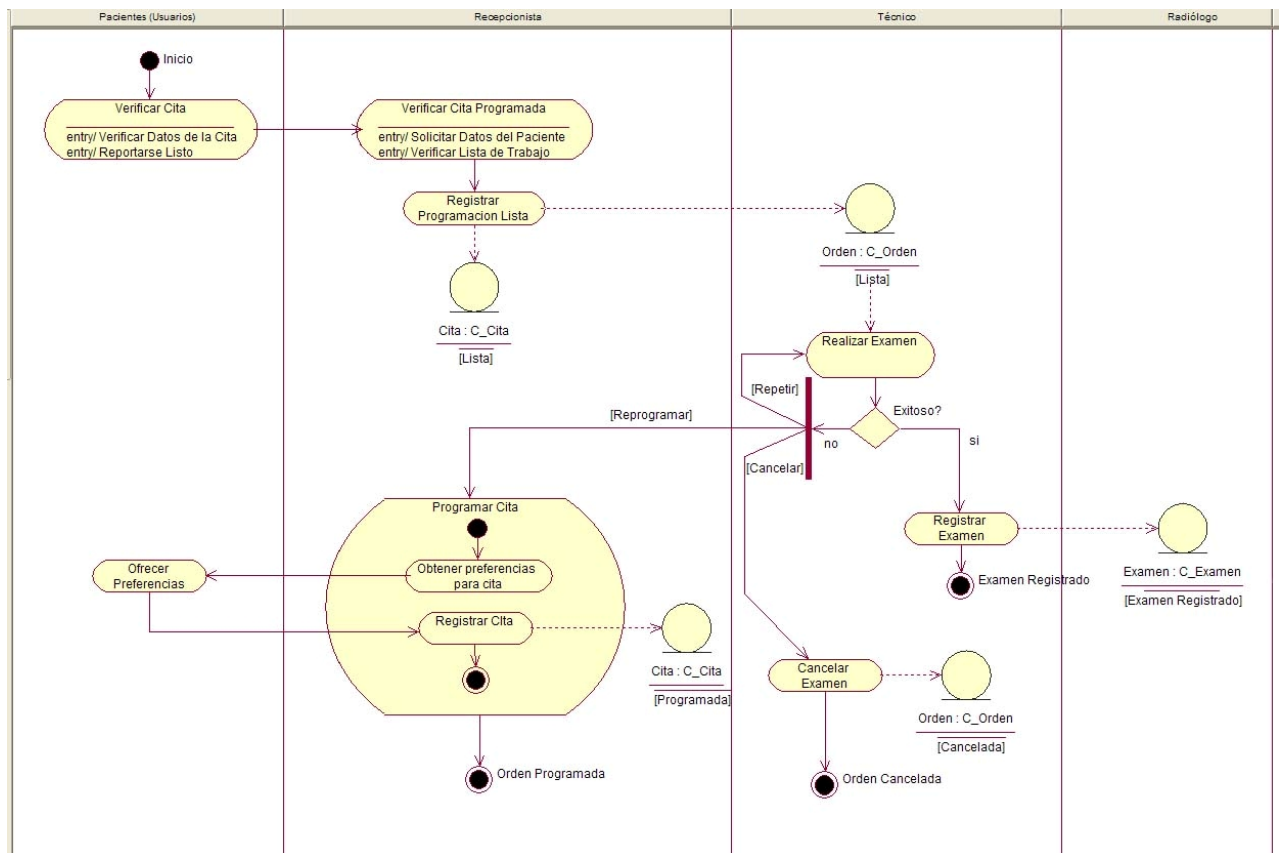 Pacientes (Usuarios)
Recepcionista
Técnico
Radiólogo
Inicio
Verificar Cita
entry/ Verificar Datos de la Cita
entry/ Reportarse Listo
Verificar Cita Programada
entry/ Solicitar Datos del Paciente
entry/ Verificar Lista de Trabajo
Registrar
Programacion Lista
Orden : C_Orden
[Lista]
Cita : C_Cita
[Lista]
Realizar Examen
[Repetir]
Exitoso?
[Reprogramar]
no
si
[Cancelar]
Programar Cita
Registrar
Examen
Ofrecer
Preferencias
Obtener preferencias
para cita
Examen Registrado
Examen : C_Examen
[Examen Registrado]
Registrar CIta
Cita : C_Cita
[Programada]
Cancelar
Examen
Orden : C_Orden
[Cancelada]
Orden Programada
Orden Cancelada